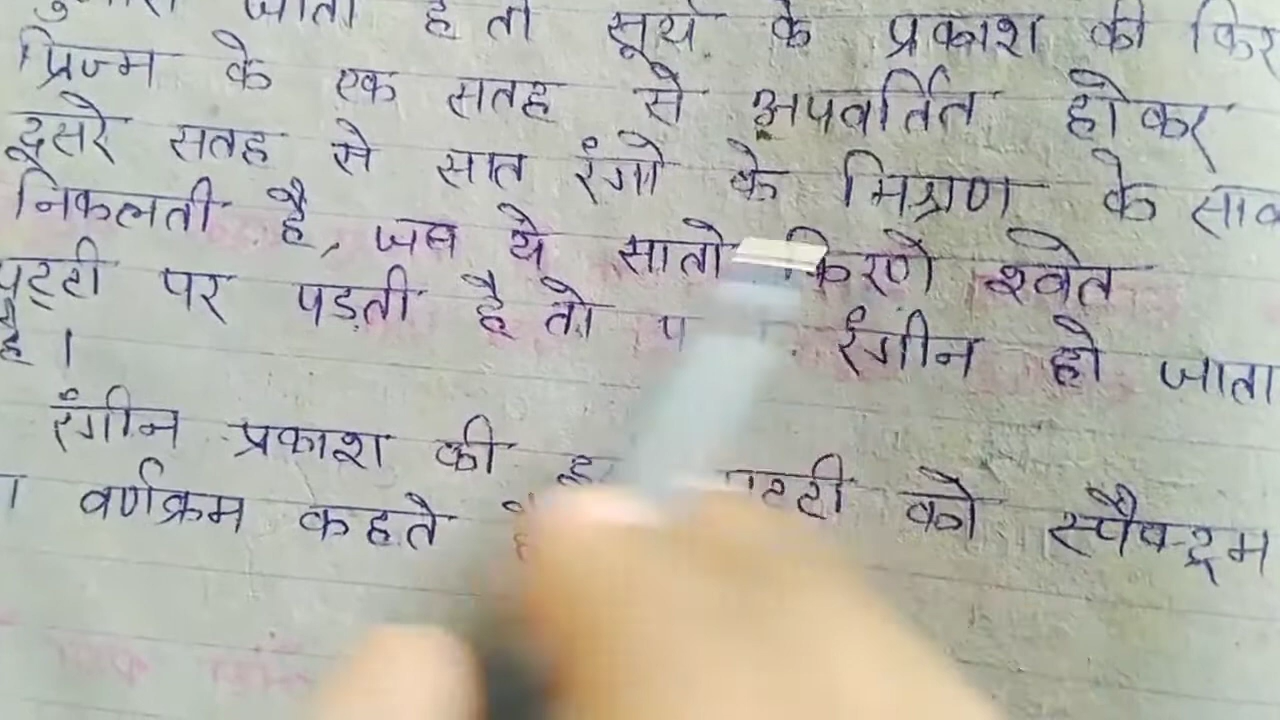 जाता है तो सूर्य के प्रकाश की
प्रिज्म के एक सतह से अपवर्तित होकर
दूसरे सतह से सात रंगो के मिश्रण के
निकलती है, जब ये सातो किरणे श्वेत
पट्टी पर पड़ती है तो रंगीन हो जाता
है।
रंगीन प्रकाश की को स्पैक्ट्रम
वर्णक्रम कहते